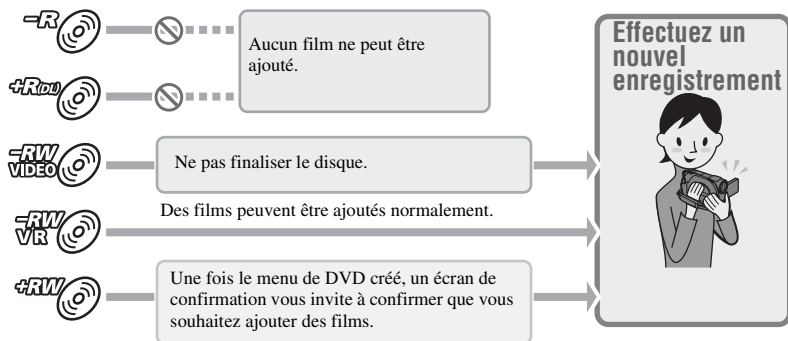 -R
Aucun film ne peut être
ajouté.
+R(DL)
-RW
VIDEO
Ne pas finaliser le disque.
Des films peuvent être ajoutés normalement.
-RW
VR
+RW
Une fois le menu de DVD créé, un écran de
confirmation vous invite à confirmer que vous
souhaitez ajouter des films.
Effectuez un
nouvel
enregistrement